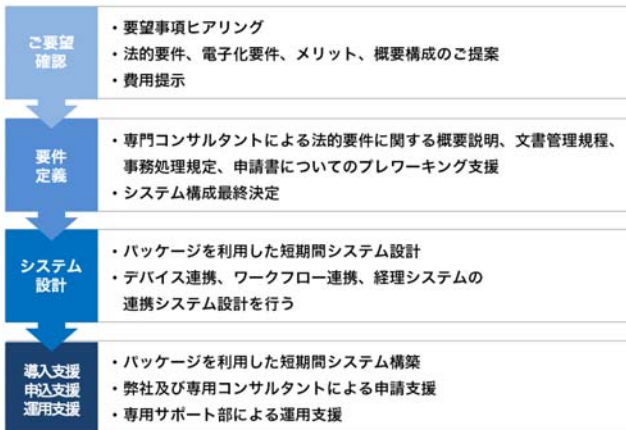 ご要望
確認
・要望事項ヒアリング
・法的要件、電子化要件、メリット、概要構成のご提案
・費用提示
要件
定義
・専門コンサルタントによる法的要件に関する概要説明、文書管理規程、
事務処理規定、申請書についてのプレワーキング支援
・システム構成最終決定
システム
設計
・パッケージを利用した短期間システム設計
・デバイス連携、ワークフロー連携、経理システムの
連携システム設計を行う
導入支援
申込支援
運用支援
・パッケージを利用した短期間システム構築
・弊社及び専用コンサルタントによる申請支援
・専用サポート部による運用支援